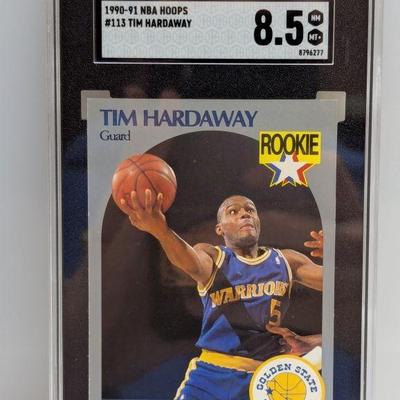 1990-91 NBA HOOPS
#113 TIM HARDAWAY
8.5
NM
MT+
8796277
TIM HARDAWAY
Guard
ROOKIE
WARRIORS
5
GOLDEN STATE